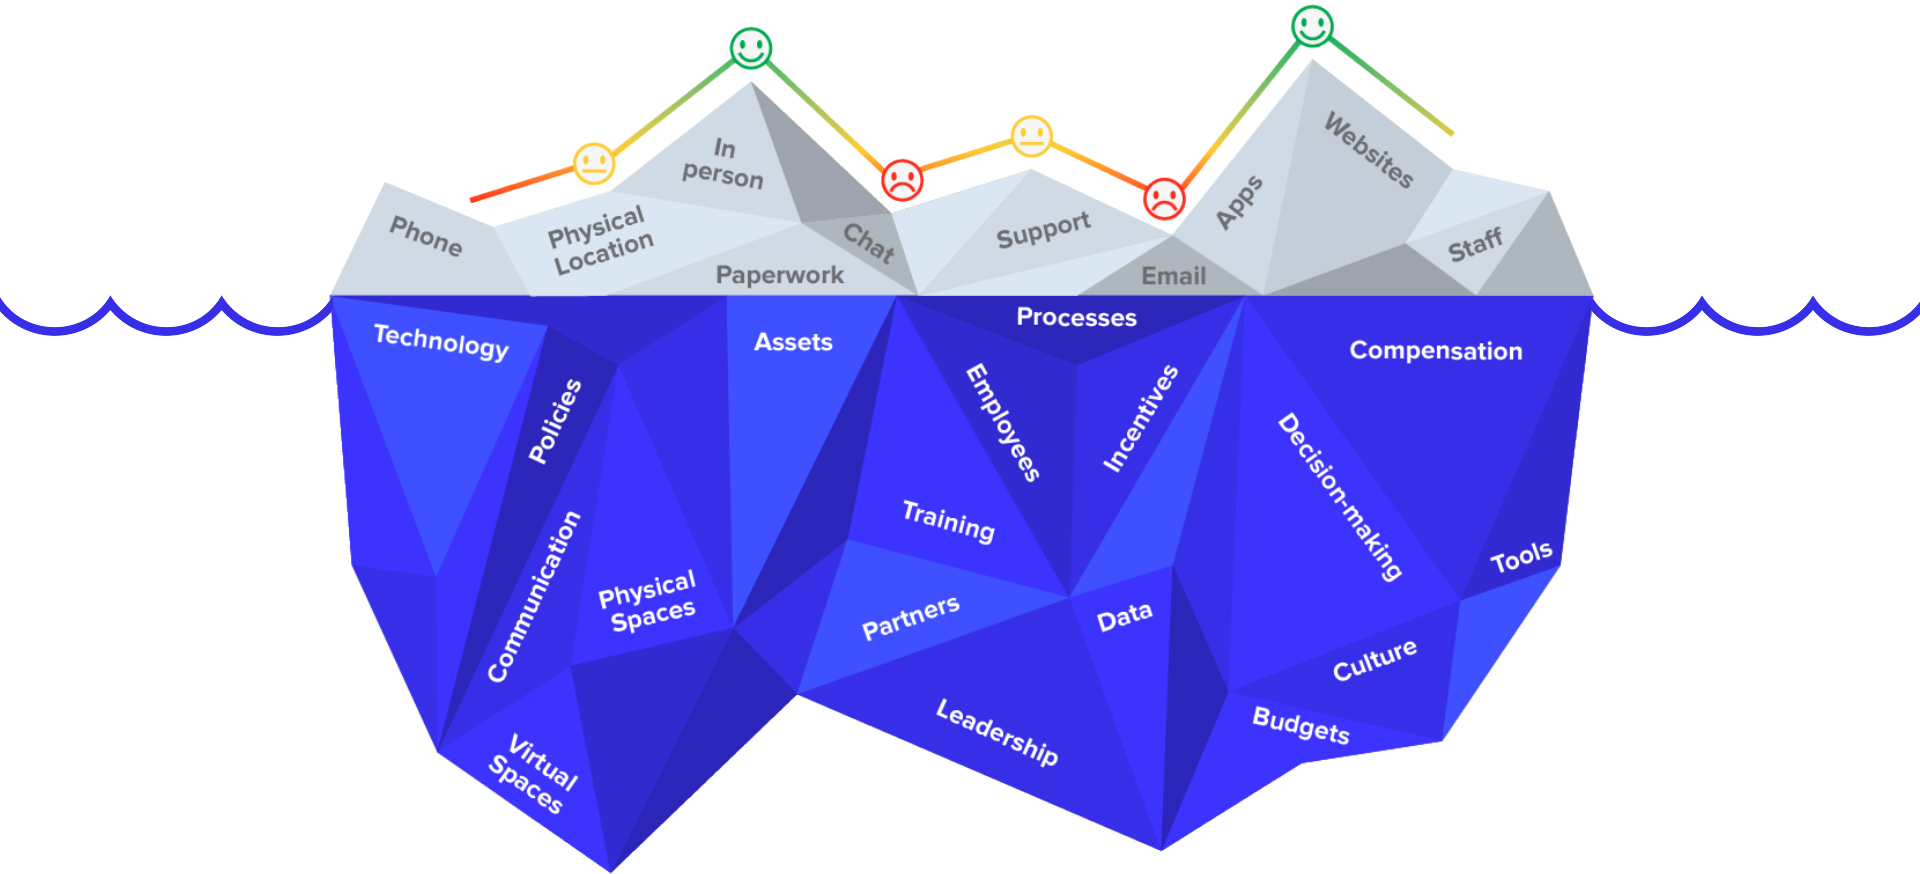 Phone
Physical
Location
In
person
Paperwork
Chat
Support
Email
Apps
Websites
Staff
Technology
Policies
Communication
Virtual
Spaces
Physical
Spaces
Assets
Training
Partners
Processes
Employees
Incentives
Data
Leadership
Compensation
Decision-making
Tools
Culture
Budgets